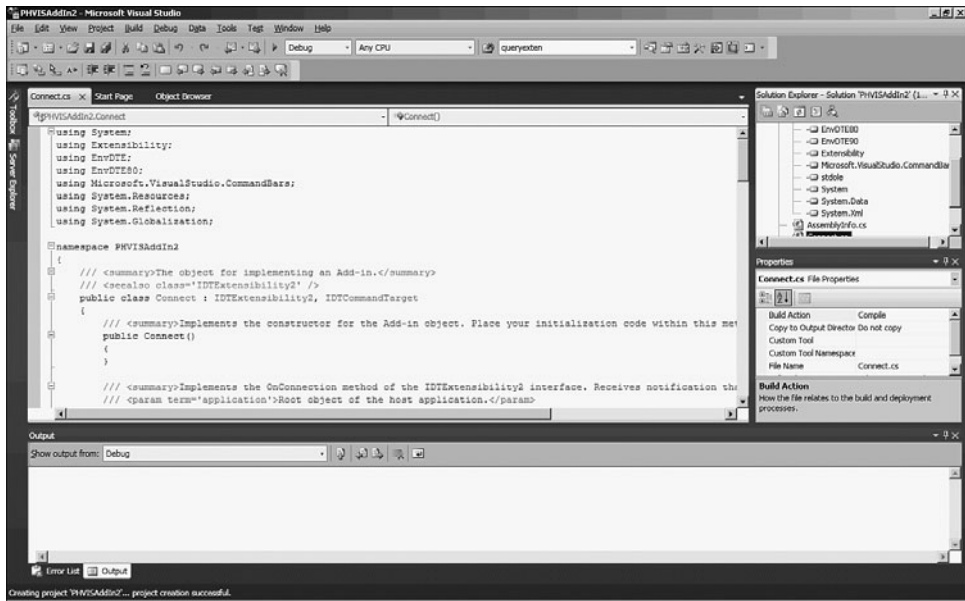 PHVISAddIn2 - Microsoft Visual Studio
File Edit View Project Build Debug Data Tools Test Window Help
Debug Any CPU queryexten
Toolbox
Server Explorer
Connect.cs Start Page Object Browser
PHVISAddIn2.Connect Connect()
using System;
using Extensibility;
using EnvDTE;
using EnvDTE80;
using Microsoft.VisualStudio.CommandBars;
using System.Resources;
using System.Reflection;
using System.Globalization;
namespace PHVISAddIn2
{
/// <summary>The object for implementing an Add-in.</summary>
/// <seealso class='IDTExtensibility2' />
public class Connect : IDTExtensibility2, IDTCommandTarget
{
/// <summary>Implements the constructor for the Add-in object. Place your initialization code within this met
public Connect()
{
}
/// <summary>Implements the OnConnection method of the IDTExtensibility2 interface. Receives notification tha
/// <param term='application'>Root object of the host application.</param>
Solution Explorer - Solution 'PHVISAddIn2' (1...
EnvDTE80
EnvDTE90
Extensibility
Microsoft.VisualStudio.CommandBar
stdole
System
System.Data
System.Xml
AssemblyInfo.cs
Properties
Connect.cs File Properties
Build Action Compile
Copy to Output Director Do not copy
Custom Tool
Custom Tool Namespace
File Name Connect.cs
Build Action
How the file relates to the build and deployment
processes.
Output
Show output from: Debug
Error List Output
Creating project 'PHVISAddIn2'... project creation successful.